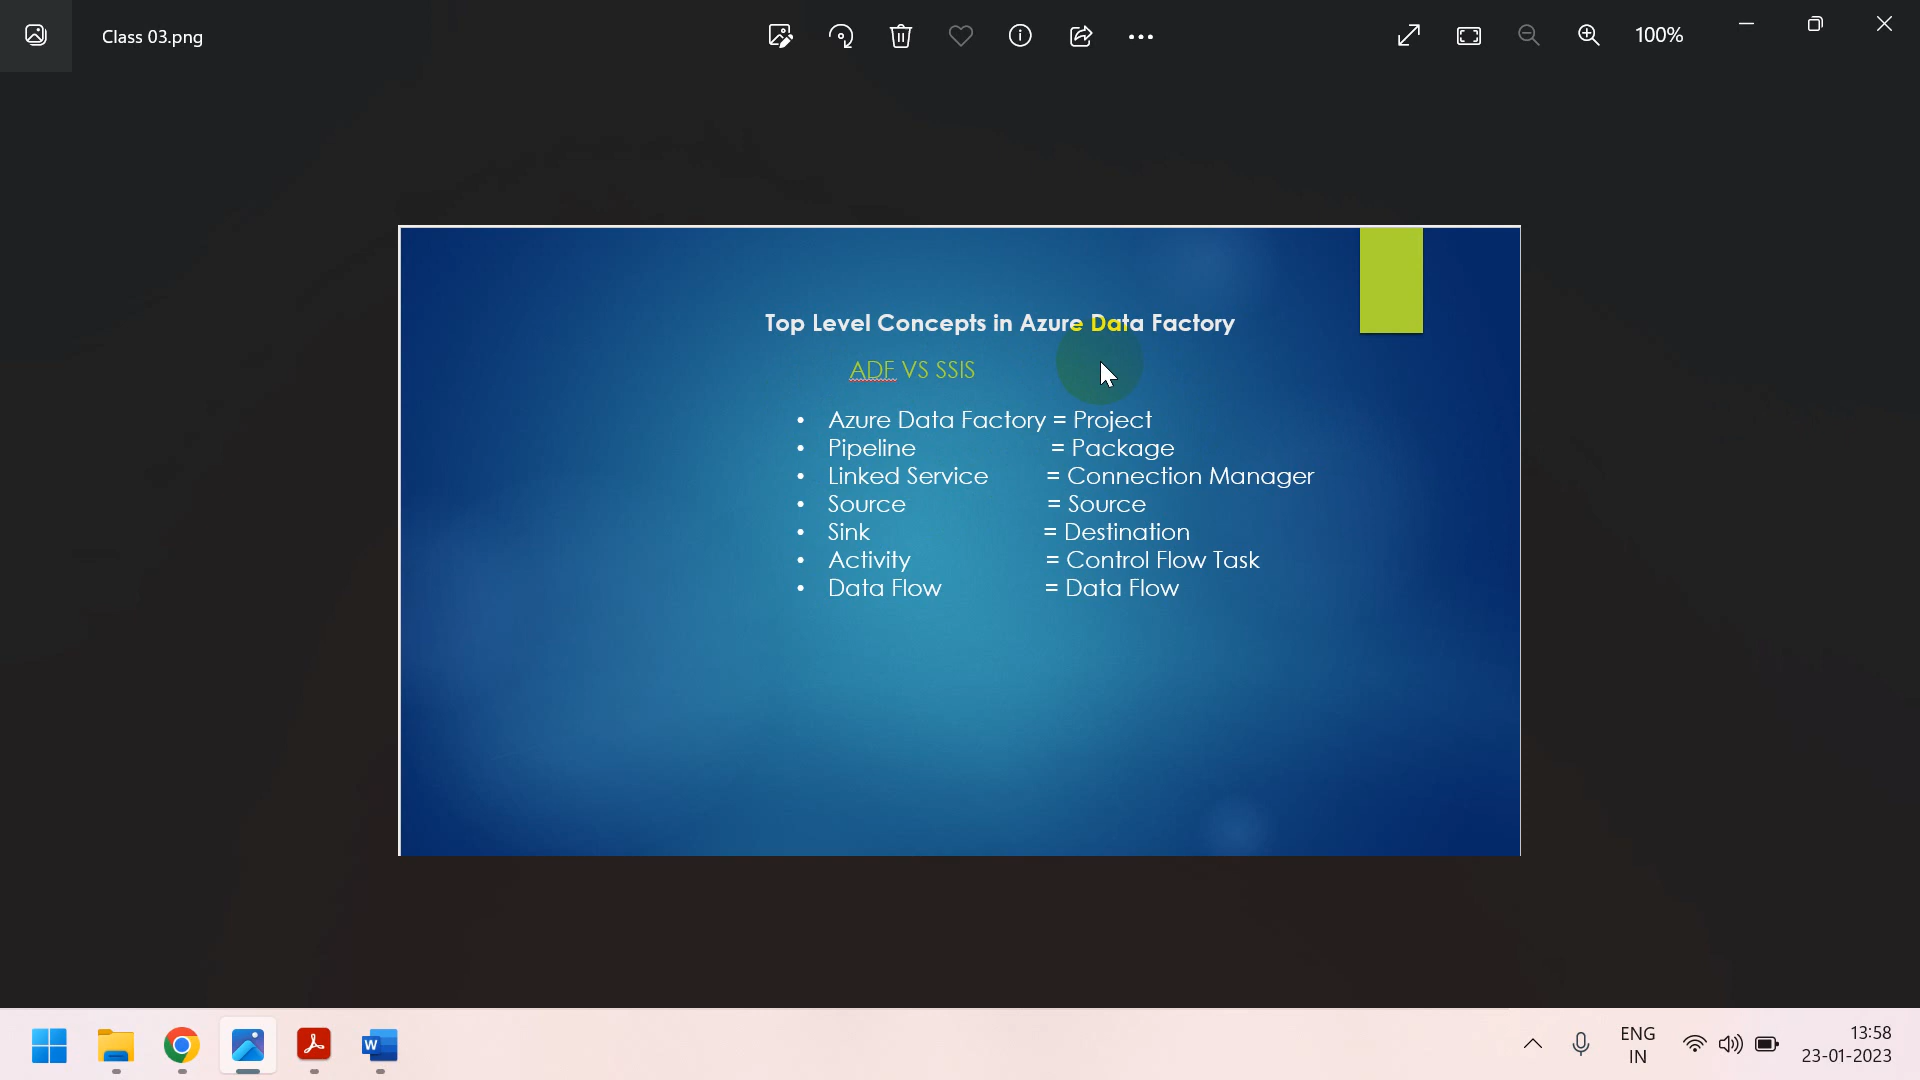 Class 03.png
100%
Top Level Concepts in Azure Data Factory
ADF VS SSIS
• Azure Data Factory = Project
• Pipeline = Package
• Linked Service = Connection Manager
• Source = Source
• Sink = Destination
• Activity = Control Flow Task
• Data Flow = Data Flow
W
ENG
IN
13:58
23-01-2023